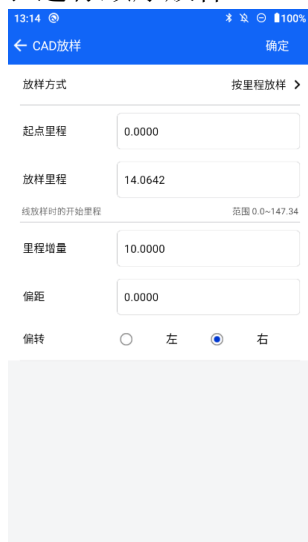 13:14 100%
CAD放样 确定
放样方式 按里程放样
起点里程 0.0000
放样里程 14.0642
线放样时的开始里程 范围 0.0~147.34
里程增量 10.0000
偏距 0.0000
偏转 左 右